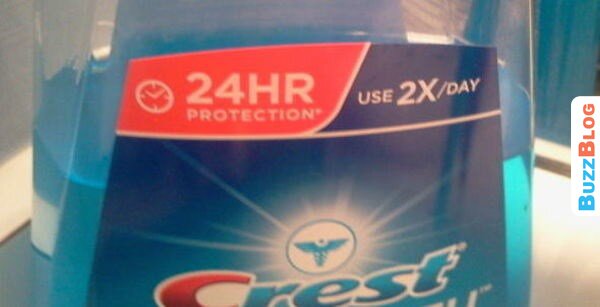 24HR
PROTECTION*
USE 2X/DAY
Crest
BUZZBLOG